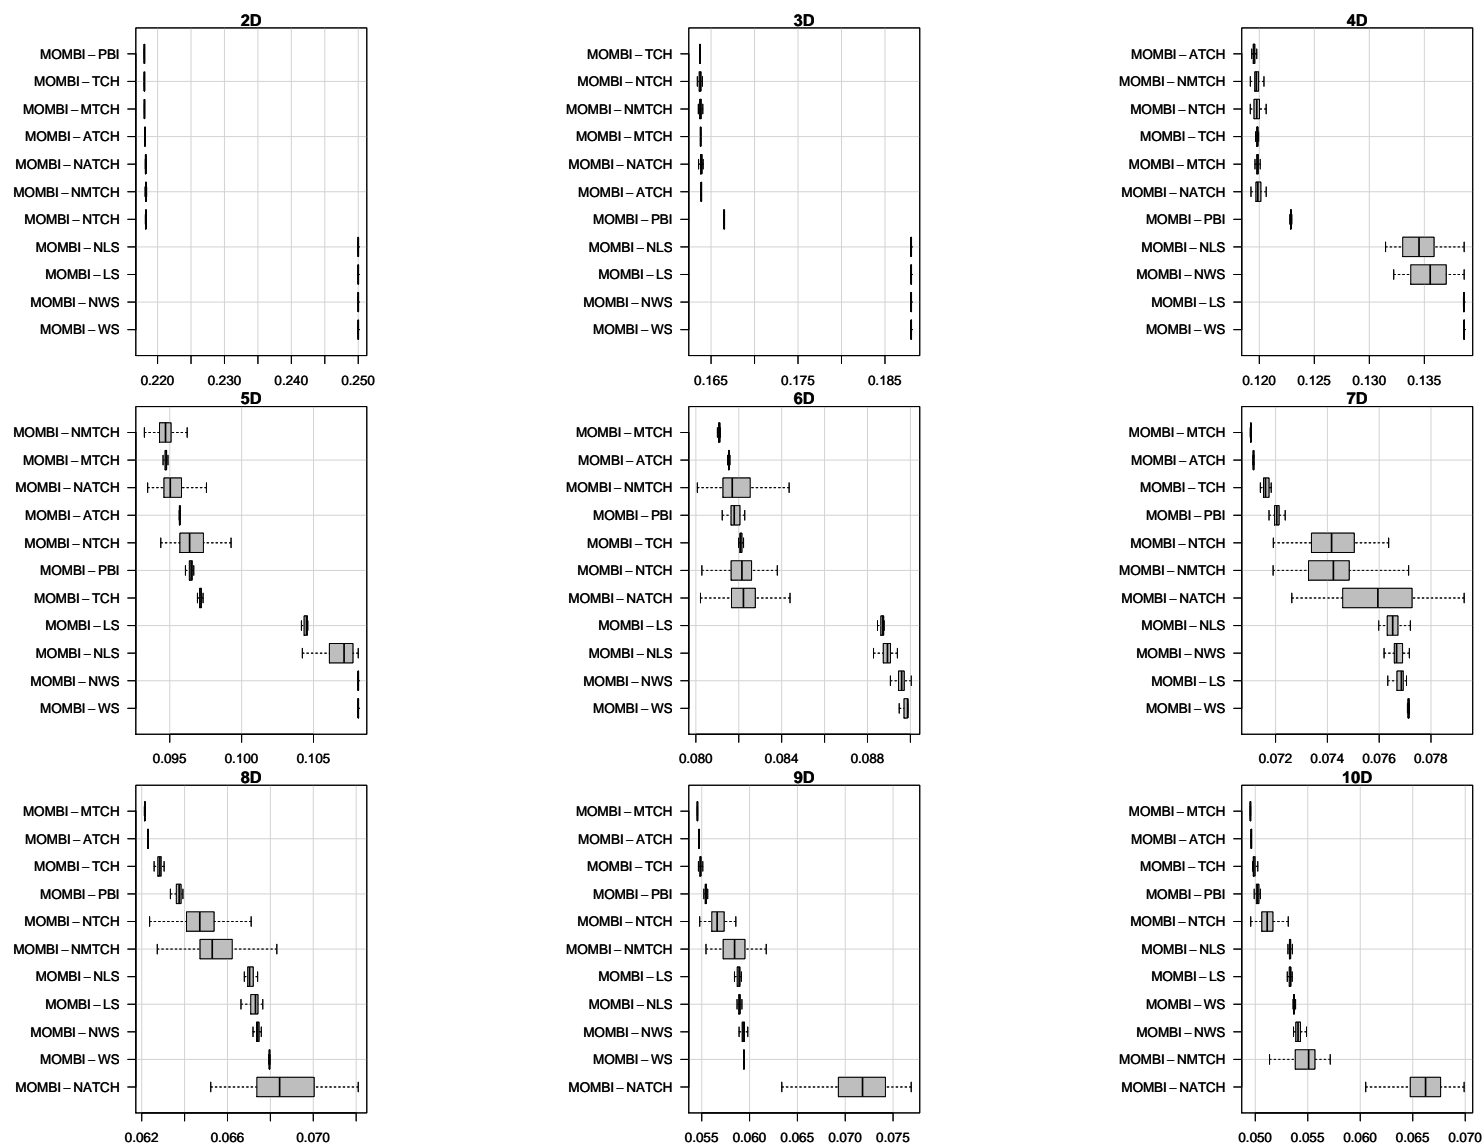 2D
MOMBI−PBI
MOMBI−TCH
MOMBI−MTCH
MOMBI−ATCH
MOMBI−NATCH
MOMBI−NMTCH
MOMBI−NTCH
MOMBI−NLS
MOMBI−LS
MOMBI−NWS
MOMBI−WS
0.220 0.230 0.240 0.250
3D
MOMBI−TCH
MOMBI−NTCH
MOMBI−NMTCH
MOMBI−MTCH
MOMBI−NATCH
MOMBI−ATCH
MOMBI−PBI
MOMBI−NLS
MOMBI−LS
MOMBI−NWS
MOMBI−WS
0.165 0.175 0.185
4D
MOMBI−ATCH
MOMBI−NMTCH
MOMBI−NTCH
MOMBI−TCH
MOMBI−MTCH
MOMBI−NATCH
MOMBI−PBI
MOMBI−NLS
MOMBI−NWS
MOMBI−LS
MOMBI−WS
0.120 0.125 0.130 0.135
5D
MOMBI−NMTCH
MOMBI−MTCH
MOMBI−NATCH
MOMBI−ATCH
MOMBI−NTCH
MOMBI−PBI
MOMBI−TCH
MOMBI−LS
MOMBI−NLS
MOMBI−NWS
MOMBI−WS
0.095 0.100 0.105
6D
MOMBI−MTCH
MOMBI−ATCH
MOMBI−NMTCH
MOMBI−PBI
MOMBI−TCH
MOMBI−NTCH
MOMBI−NATCH
MOMBI−LS
MOMBI−NLS
MOMBI−NWS
MOMBI−WS
0.080 0.084 0.088
7D
MOMBI−MTCH
MOMBI−ATCH
MOMBI−TCH
MOMBI−PBI
MOMBI−NTCH
MOMBI−NMTCH
MOMBI−NATCH
MOMBI−NLS
MOMBI−NWS
MOMBI−LS
MOMBI−WS
0.072 0.074 0.076 0.078
8D
MOMBI−MTCH
MOMBI−ATCH
MOMBI−TCH
MOMBI−PBI
MOMBI−NTCH
MOMBI−NMTCH
MOMBI−NLS
MOMBI−LS
MOMBI−NWS
MOMBI−WS
MOMBI−NATCH
0.062 0.066 0.070
9D
MOMBI−MTCH
MOMBI−ATCH
MOMBI−TCH
MOMBI−PBI
MOMBI−NTCH
MOMBI−NMTCH
MOMBI−LS
MOMBI−NLS
MOMBI−NWS
MOMBI−WS
MOMBI−NATCH
0.055 0.060 0.065 0.070 0.075
10D
MOMBI−MTCH
MOMBI−ATCH
MOMBI−TCH
MOMBI−PBI
MOMBI−NTCH
MOMBI−NLS
MOMBI−LS
MOMBI−WS
MOMBI−NWS
MOMBI−NMTCH
MOMBI−NATCH
0.050 0.055 0.060 0.065 0.070